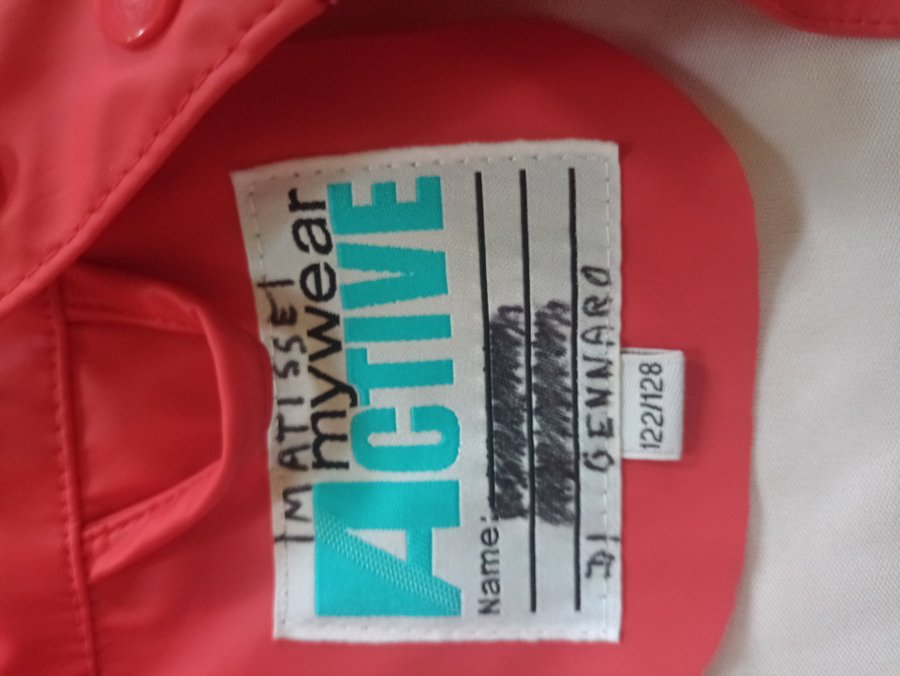 |MATISSE|
mywear
ACTIVE
Name:
DI GENNARO
122/128